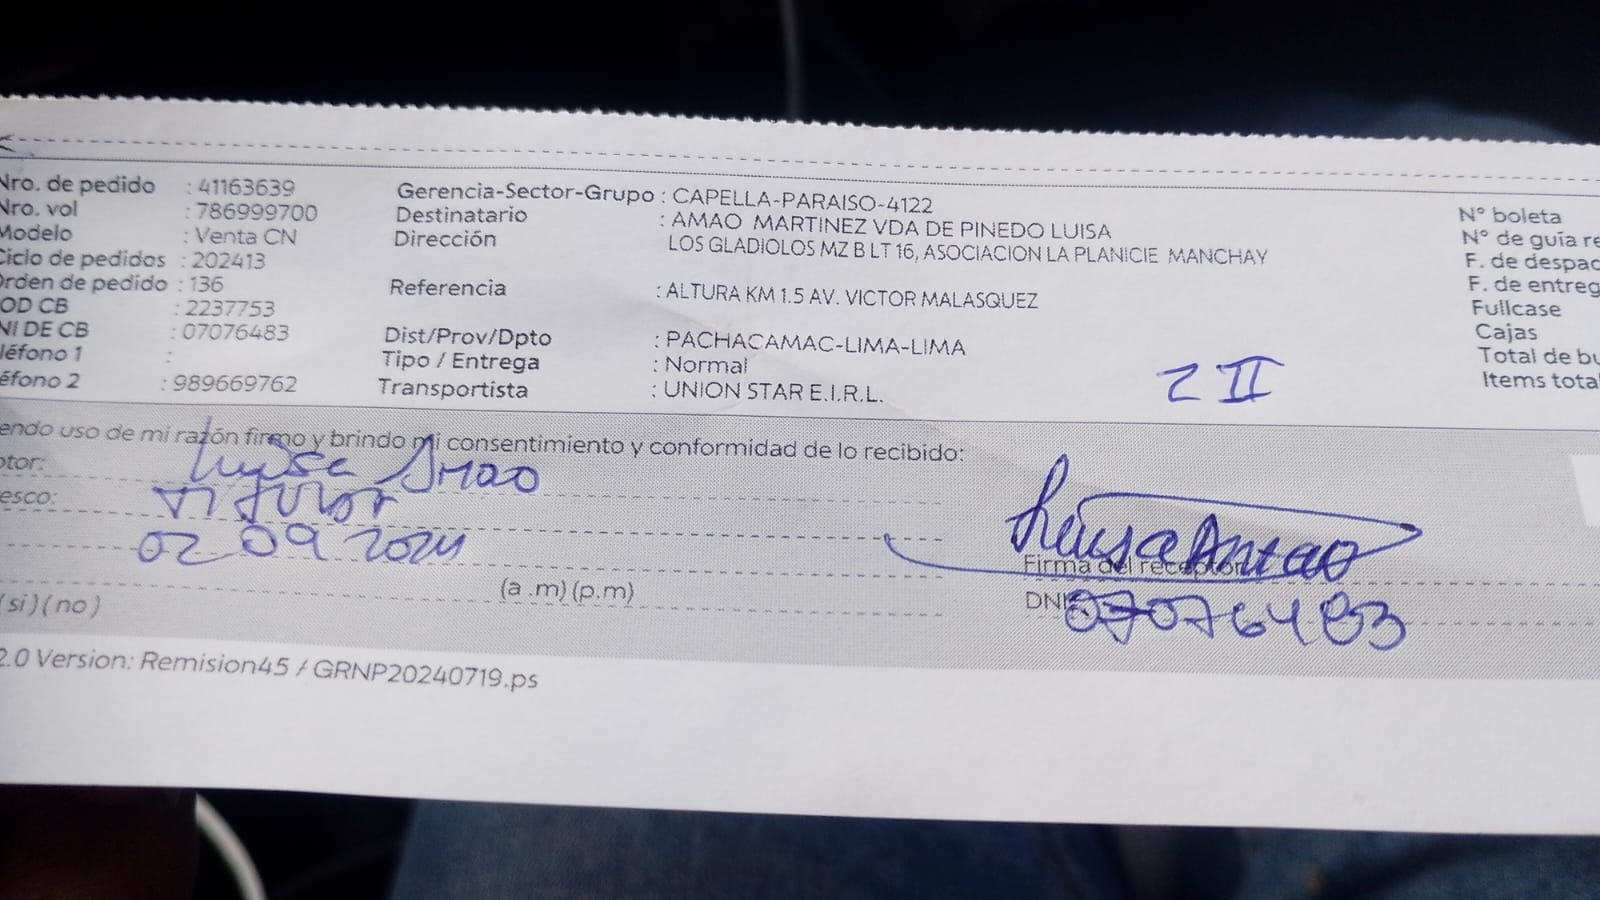 Nro. de pedido : 41163639
Nro. vol : 786999700
Modelo : Venta CN
Ciclo de pedidos : 202413
Orden de pedido : 136
OD CB : 2237753
NI DE CB : 07076483
léfono 1 :
éfono 2 : 989669762
Gerencia-Sector-Grupo : CAPELLA-PARAISO-4122
Destinatario : AMAO MARTINEZ VDA DE PINEDO LUISA
Dirección LOS GLADIOLOS MZ B LT 16, ASOCIACION LA PLANICIE MANCHAY
Referencia : ALTURA KM 1.5 AV. VICTOR MALASQUEZ
Dist/Prov/Dpto : PACHACAMAC-LIMA-LIMA
Tipo / Entrega : Normal
Transportista : UNION STAR E.I.R.L.
N° boleta
N° de guía re
F. de despac
F. de entreg
Fullcase
Cajas
Total de bu
Items tota
Z II
endo uso de mi razón firmo y brindo mi consentimiento y conformidad de lo recibido:
ptor: Luisa Amao
esco: Titular
02 09 2024
(a .m) (p.m)
(si) (no)
Luisa Amao
Firma del receptor
DNI 07076483
2.0 Version: Remision45 / GRNP20240719.ps